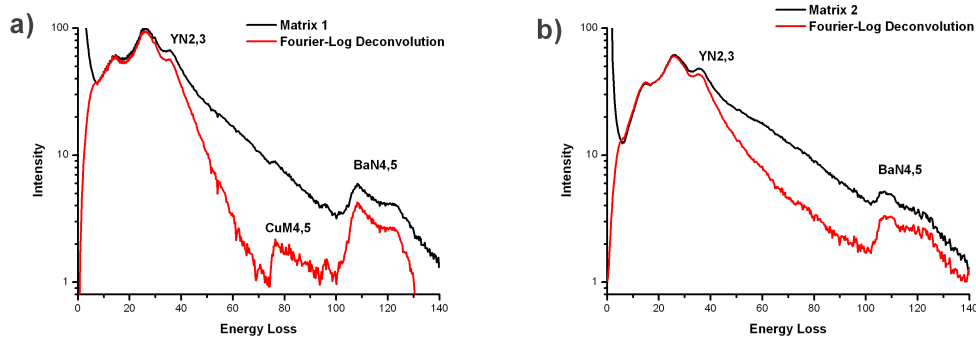 a)
Matrix 1
Fourier-Log Deconvolution
YN2,3
CuM4,5
BaN4,5
Intensity
100
10
1
0 20 40 60 80 100 120 140
Energy Loss
b)
Matrix 2
Fourier-Log Deconvolution
YN2,3
BaN4,5
Intensity
100
10
1
0 20 40 60 80 100 120 140
Energy Loss